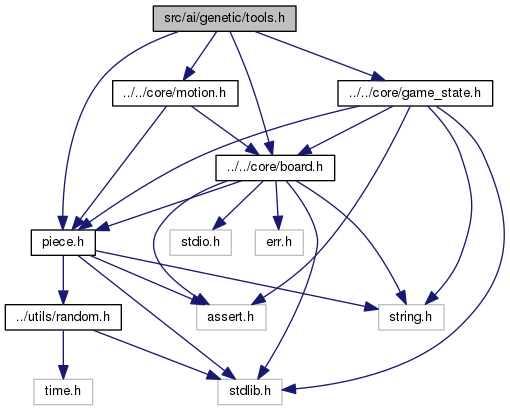 src/ai/genetic/tools.h
../../core/motion.h
../../core/game_state.h
../../core/board.h
piece.h
stdio.h
err.h
../utils/random.h
assert.h
string.h
time.h
stdlib.h